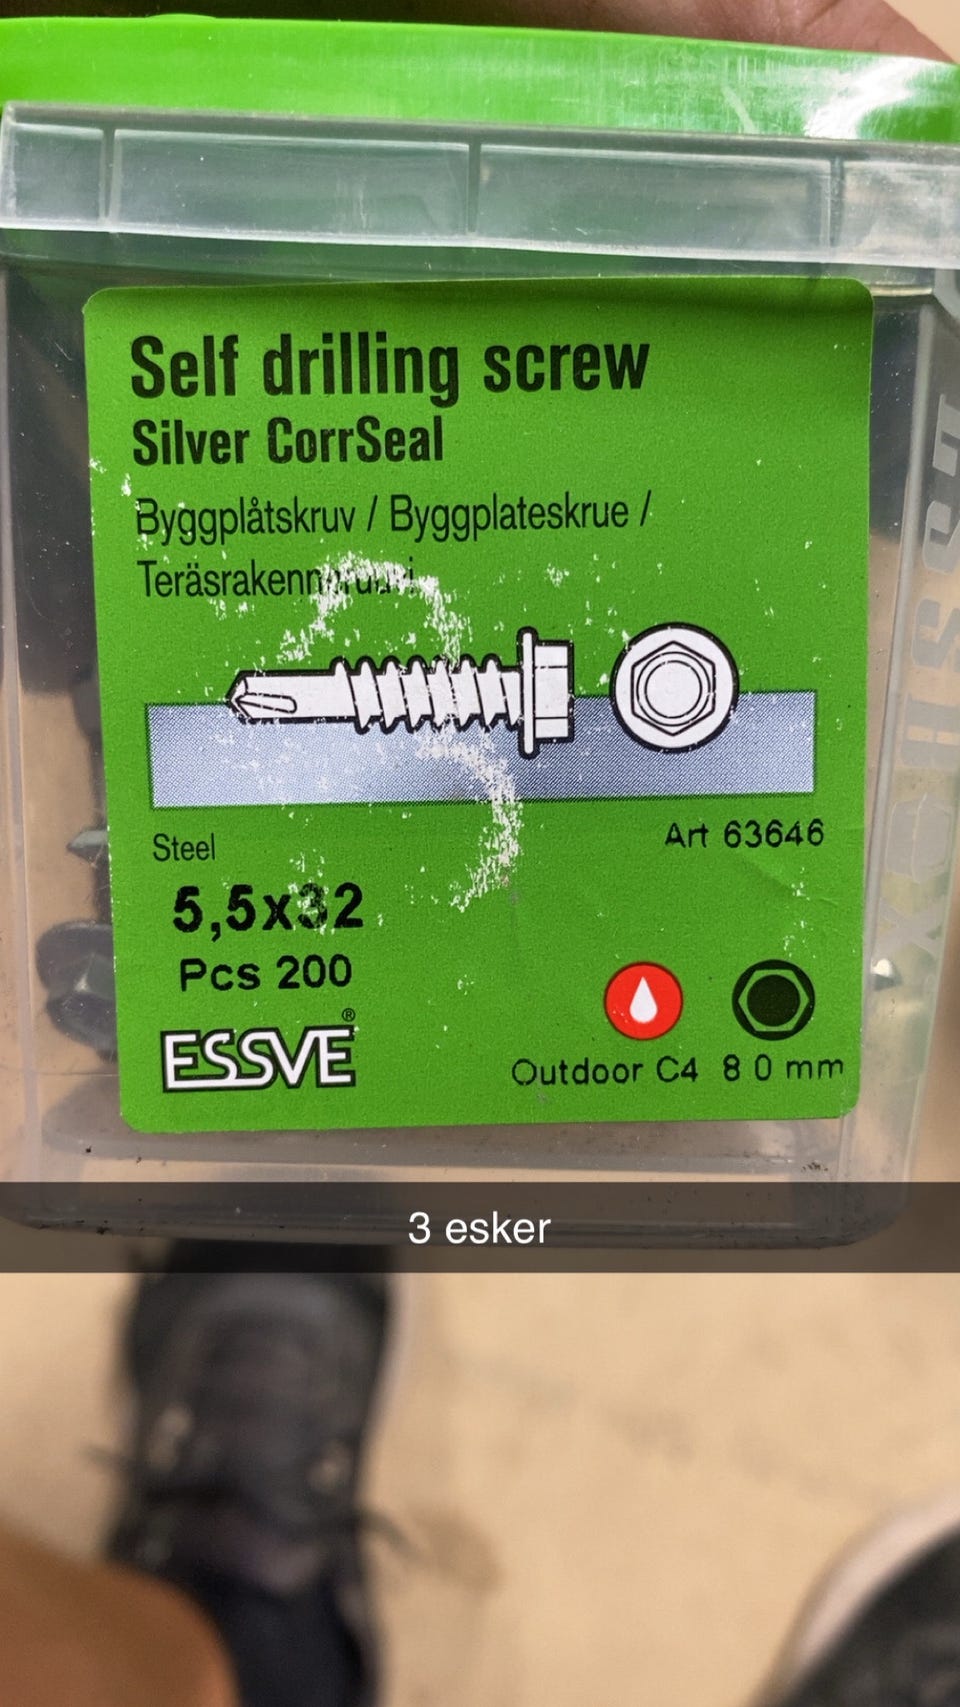 Self drilling screw
Silver CorrSeal
Byggplåtskruv / Byggplateskrue /
Steel
Art 63646
5,5x32
Pcs 200
ESSVE®
Outdoor C4 8 0 mm
3 esker